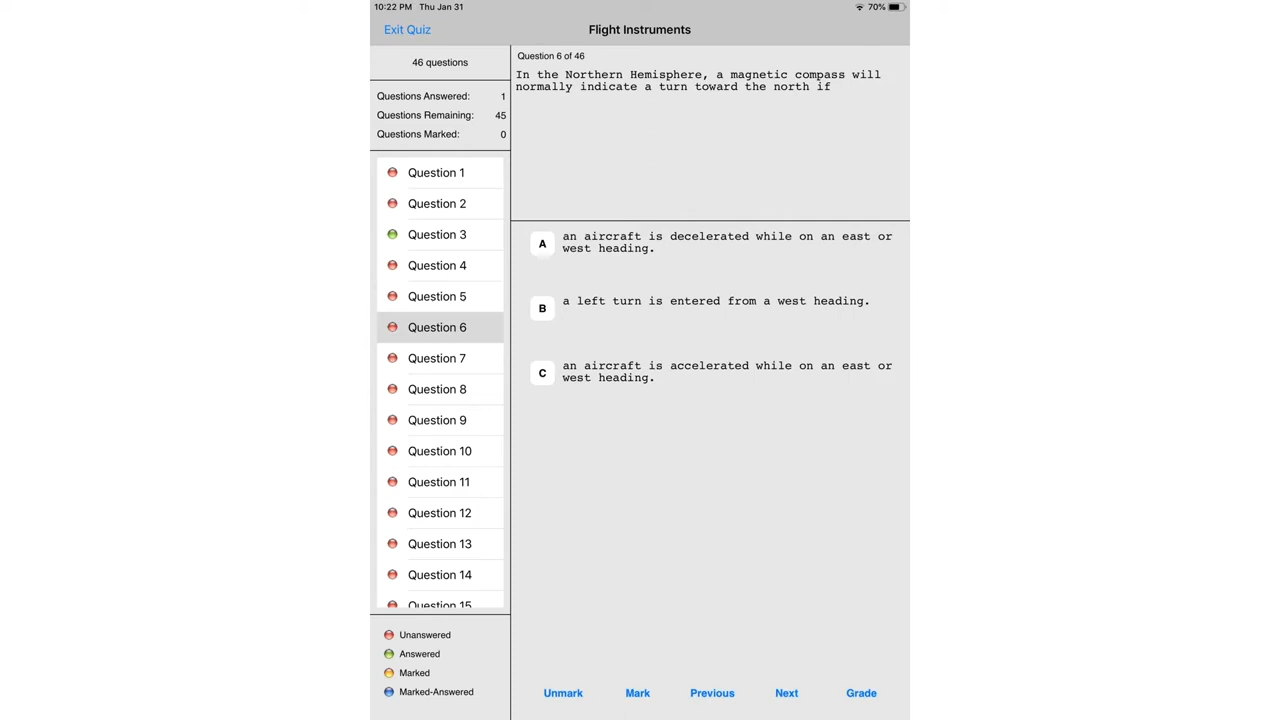 10:22 PM Thu Jan 31
70%
Exit Quiz
Flight Instruments
46 questions
Questions Answered: 1
Questions Remaining: 45
Questions Marked: 0
Question 1
Question 2
Question 3
Question 4
Question 5
Question 6
Question 7
Question 8
Question 9
Question 10
Question 11
Question 12
Question 13
Question 14
Question 15
Unanswered
Answered
Marked
Marked-Answered
Question 6 of 46
In the Northern Hemisphere, a magnetic compass will
normally indicate a turn toward the north if
A
an aircraft is decelerated while on an east or
west heading.
B
a left turn is entered from a west heading.
C
an aircraft is accelerated while on an east or
west heading.
Unmark Mark Previous Next Grade